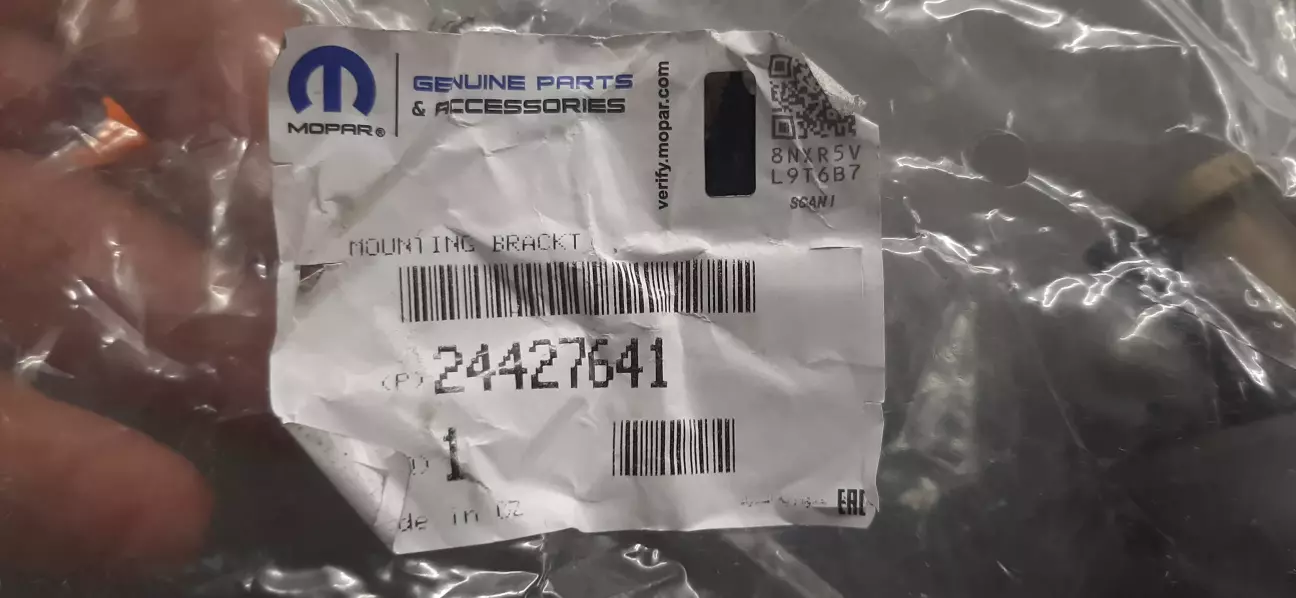 MOPAR®
GENUINE PARTS
& ACCESSORIES
verify.mopar.com
8NXR5V
L9T6B7
SCAN!
MOUNTING BRACKT
(P) 24427641
1
de in CZ
EAC